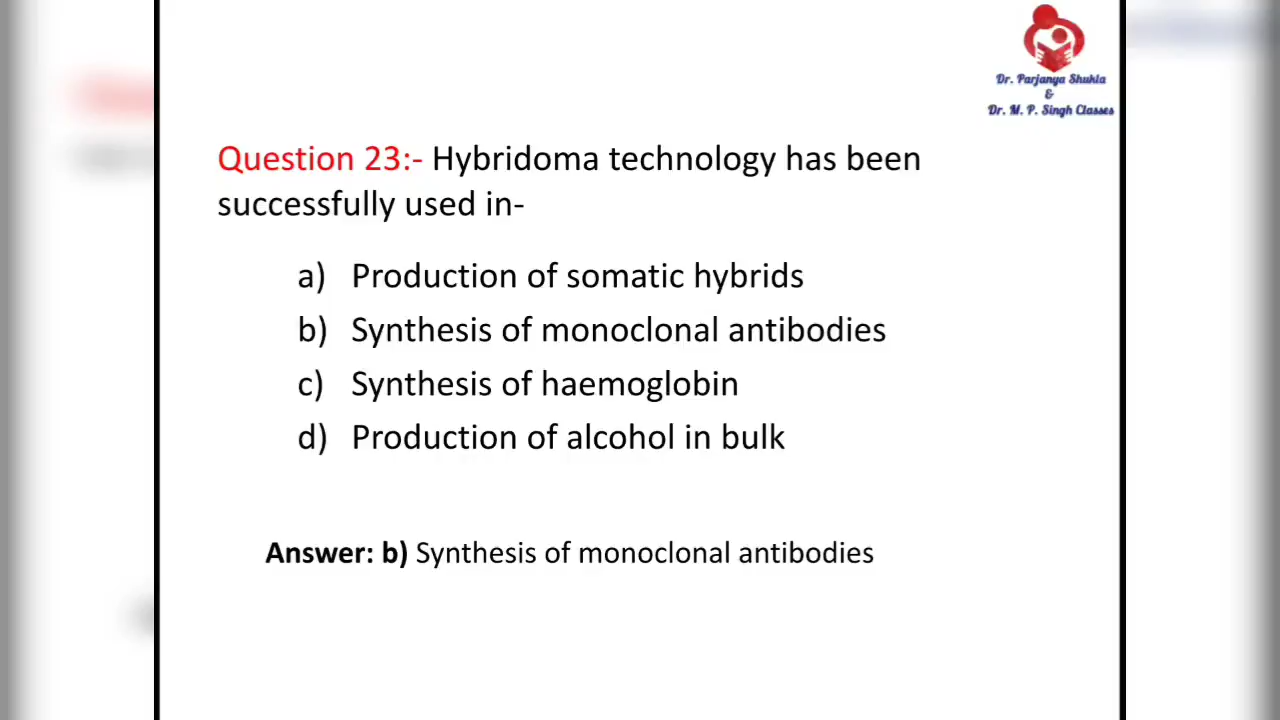 Dr. Parjanya Shukla
&
Dr. M. P. Singh Classes
Question 23:- Hybridoma technology has been
successfully used in-
a) Production of somatic hybrids
b) Synthesis of monoclonal antibodies
c) Synthesis of haemoglobin
d) Production of alcohol in bulk
Answer: b) Synthesis of monoclonal antibodies